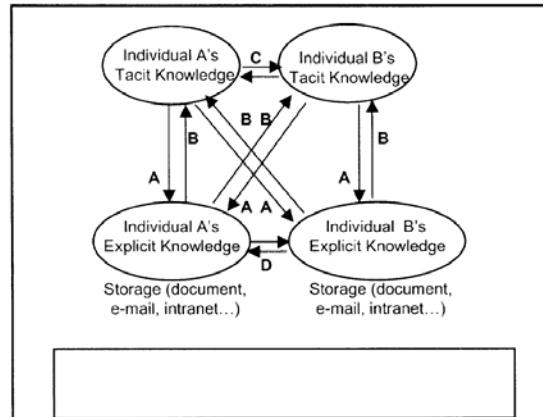 Individual A's
Tacit Knowledge
C
Individual B's
Tacit Knowledge
B B
A
B
A
B
A A
Individual A's
Explicit Knowledge
D
Individual B's
Explicit Knowledge
Storage (document,
e-mail, intranet...)
Storage (document,
e-mail, intranet...)